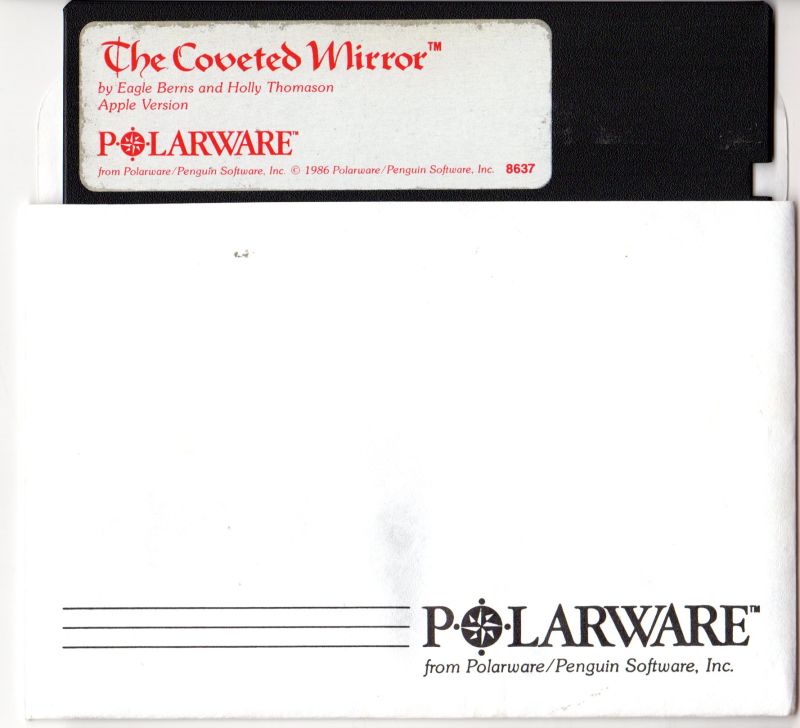 The Coveted Mirror™
by Eagle Berns and Holly Thomason
Apple Version
POLARWARE™
from Polarware/Penguin Software, Inc. © 1986 Polarware/Penguin Software, Inc. 8637
POLARWARE™
from Polarware/Penguin Software, Inc.